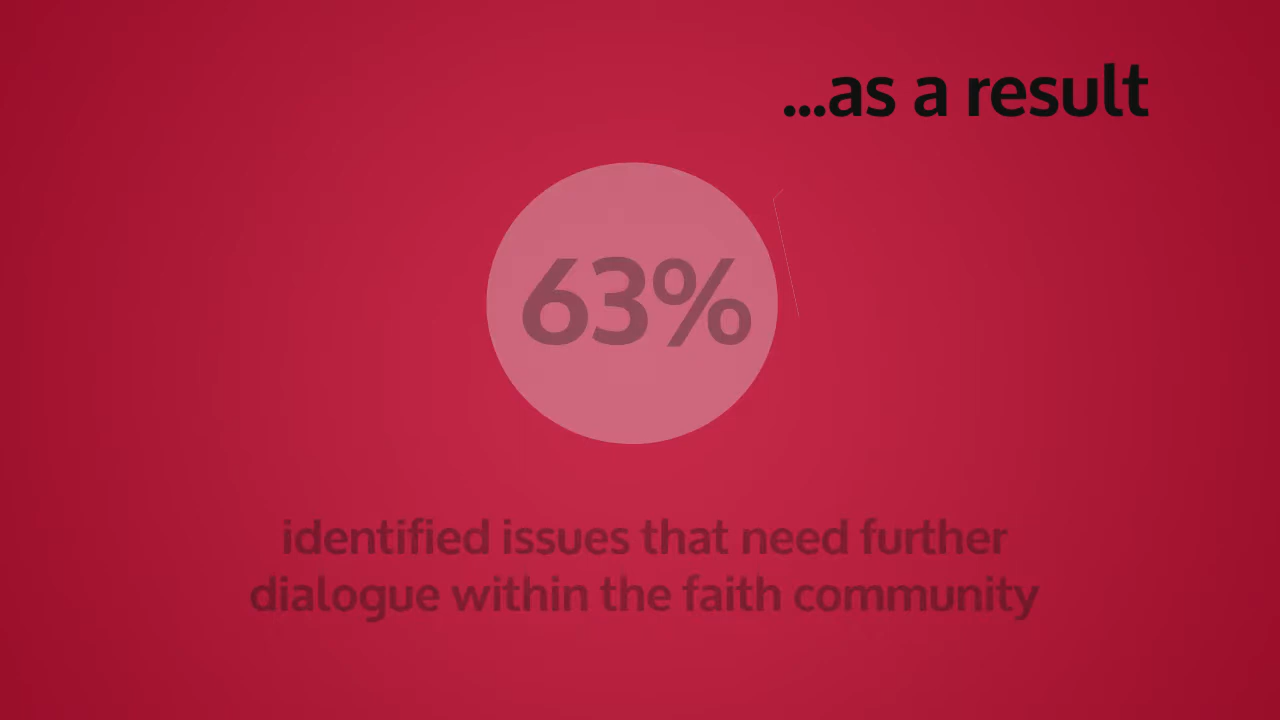 ...as a result
63%
identified issues that need further
dialogue within the faith community